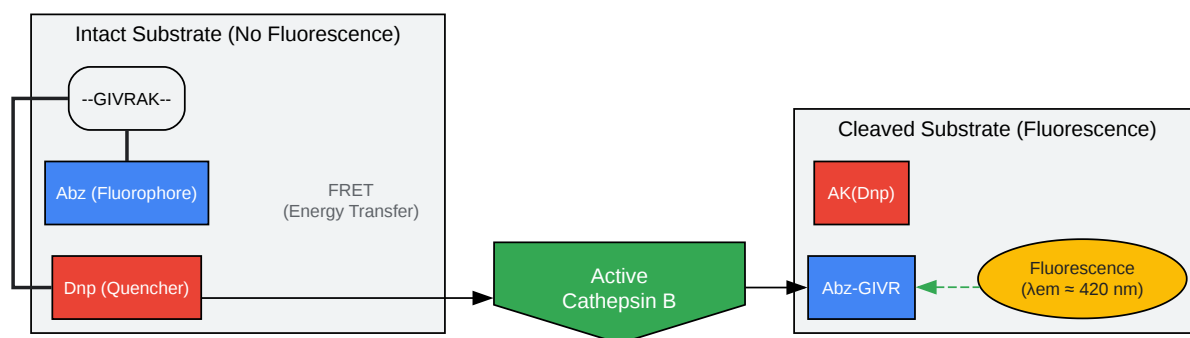 Intact Substrate (No Fluorescence)
--GIVRAK--
Abz (Fluorophore)
FRET
(Energy Transfer)
Dnp (Quencher)
Active
Cathepsin B
Cleaved Substrate (Fluorescence)
AK(Dnp)
Abz-GIVR
Fluorescence
(λem ≈ 420 nm)